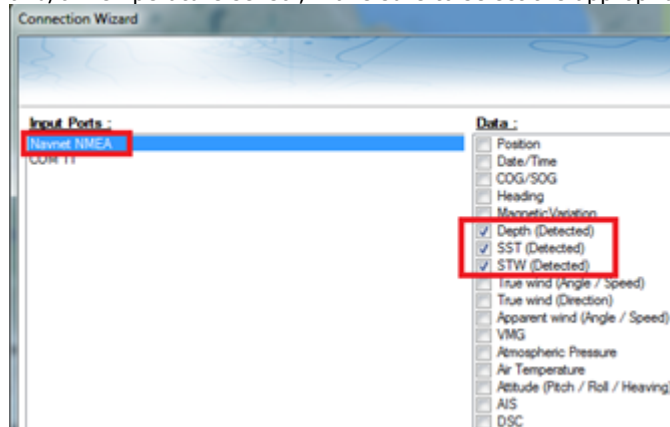 Connection Wizard
Input Ports :
Navnet NMEA
Data :
Position
Date/Time
COG/SOG
Heading
Magnetic Variation
Depth (Detected)
SST (Detected)
STW (Detected)
True wind (Angle / Speed)
True wind (Direction)
Apparent wind (Angle / Speed)
VMG
Atmospheric Pressure
Air Temperature
Attitude (Pitch / Roll / Heaving)
AIS
DSC